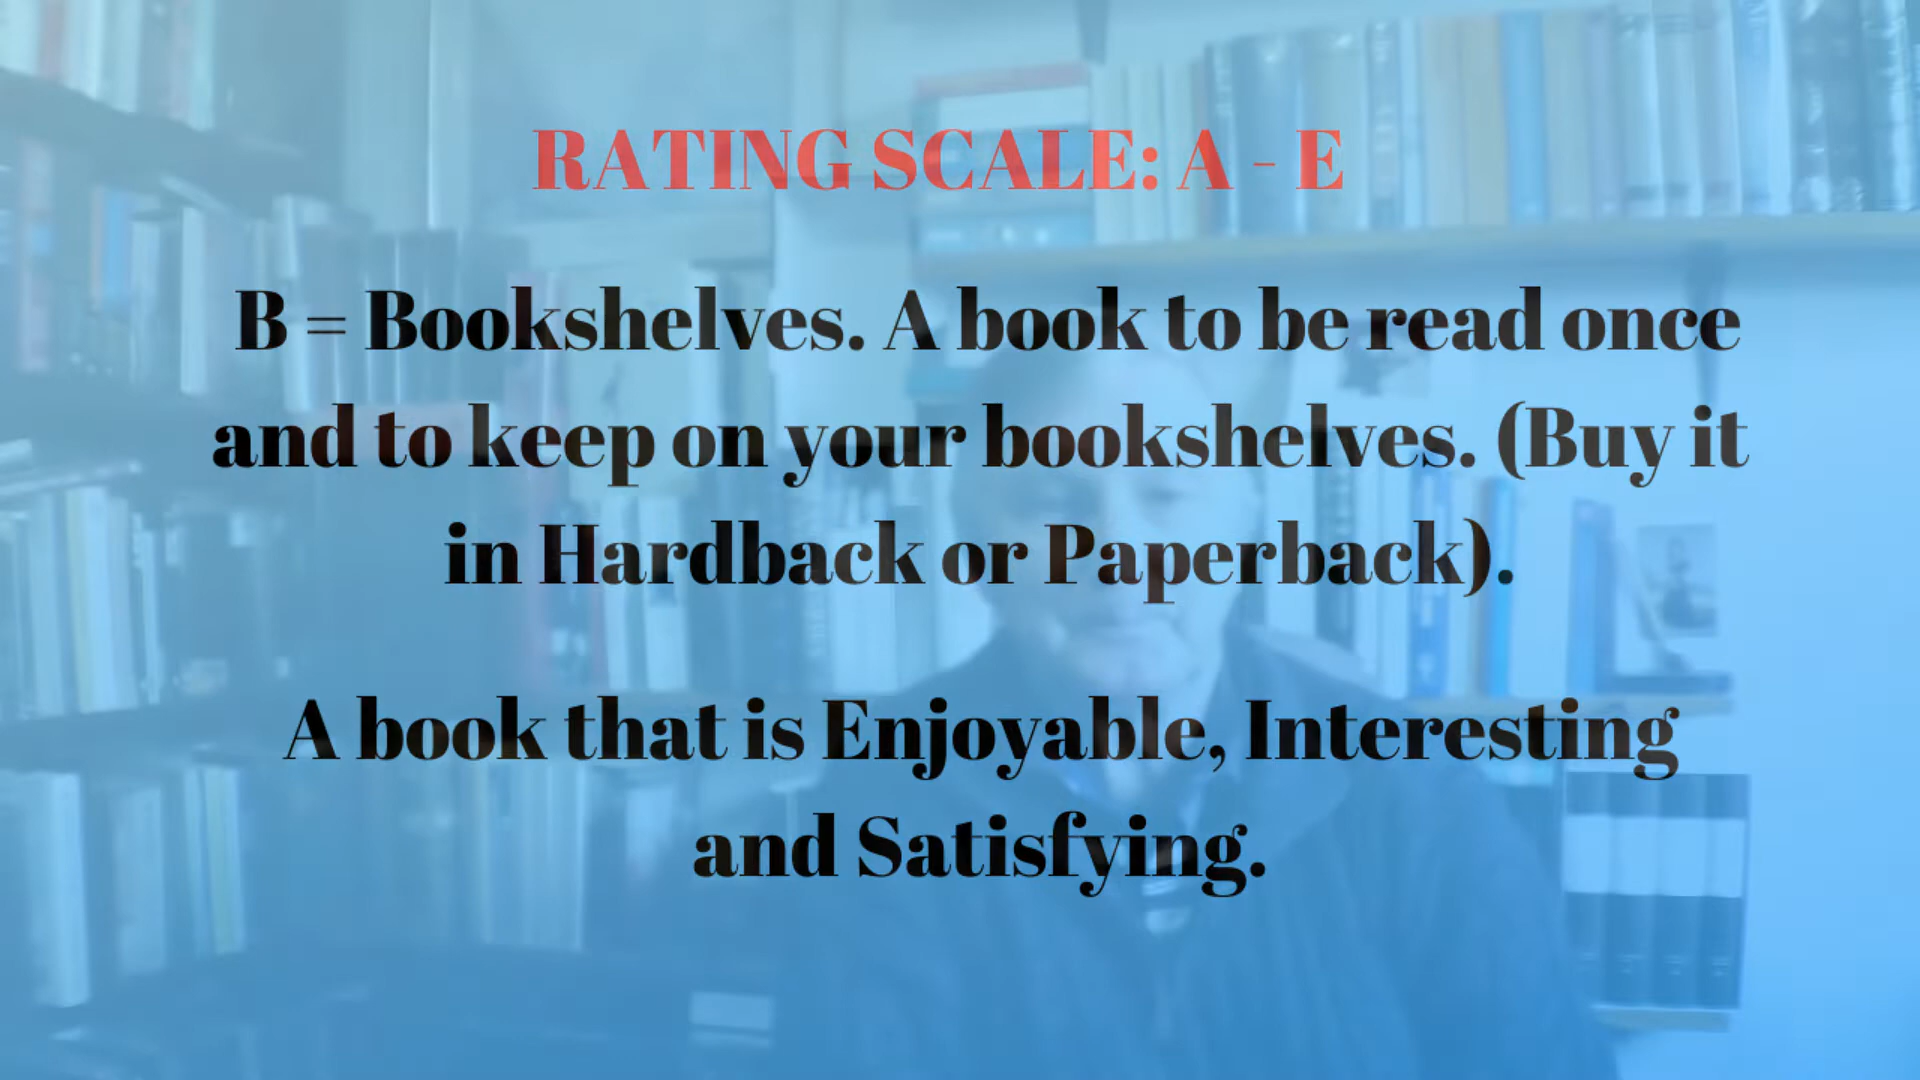 RATING SCALE: A - E
B = Bookshelves. A book to be read once
and to keep on your bookshelves. (Buy it
in Hardback or Paperback).
A book that is Enjoyable, Interesting
and Satisfying.